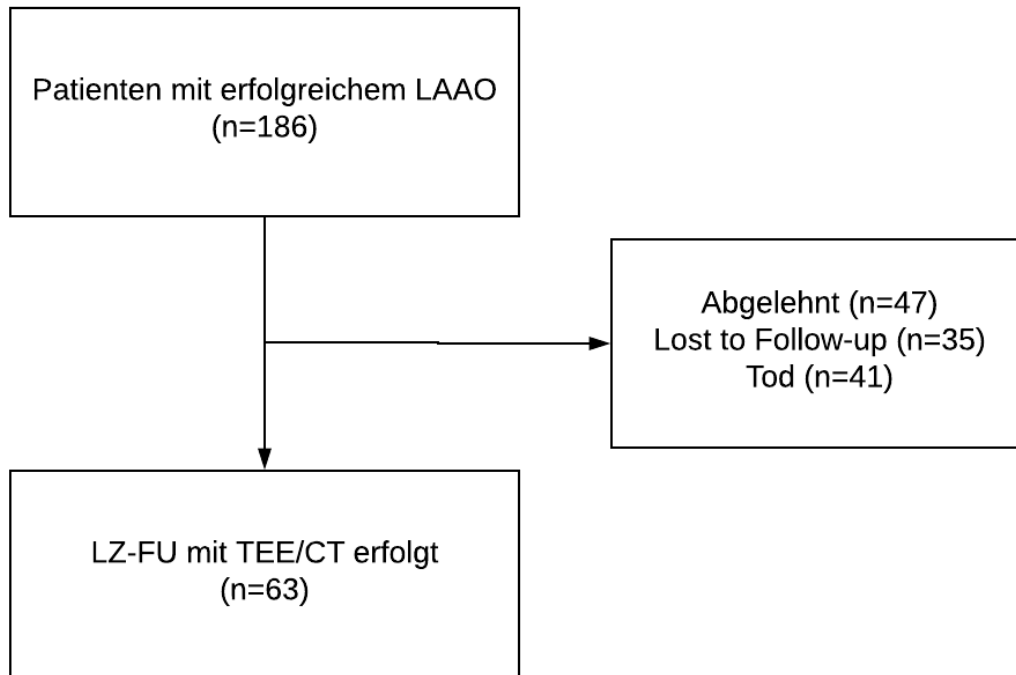 Patienten mit erfolgreichem LAAO
(n=186)
Abgelehnt (n=47)
Lost to Follow-up (n=35)
Tod (n=41)
LZ-FU mit TEE/CT erfolgt
(n=63)